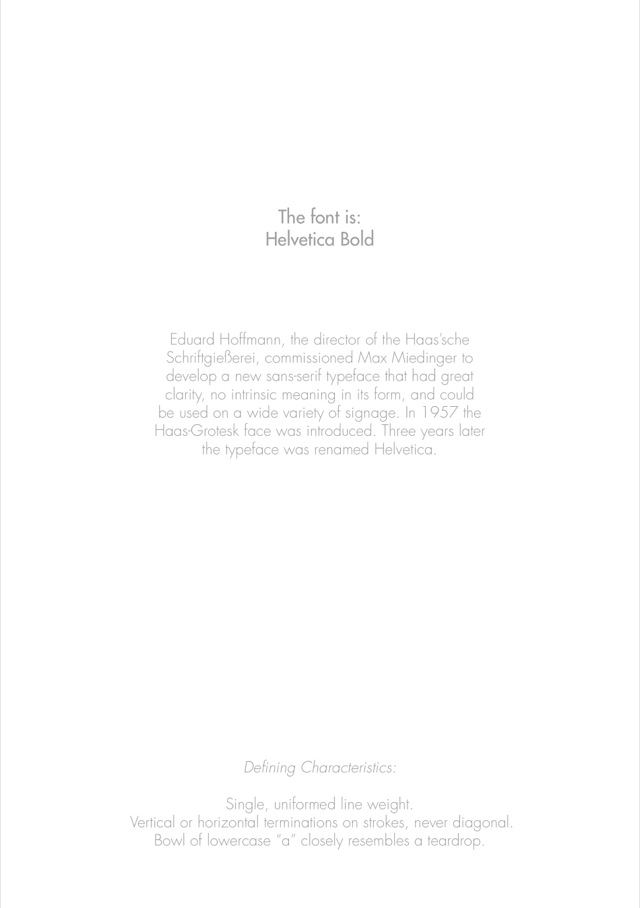 The font is:
Helvetica Bold
Eduard Hoffmann, the director of the Haas'sche
Schriftgießerei, commissioned Max Miedinger to
develop a new sans-serif typeface that had great
clarity, no intrinsic meaning in its form, and could
be used on a wide variety of signage. In 1957 the
Haas-Grotesk face was introduced. Three years later
the typeface was renamed Helvetica.
Defining Characteristics:
Single, uniformed line weight.
Vertical or horizontal terminations on strokes, never diagonal.
Bowl of lowercase “a” closely resembles a teardrop.